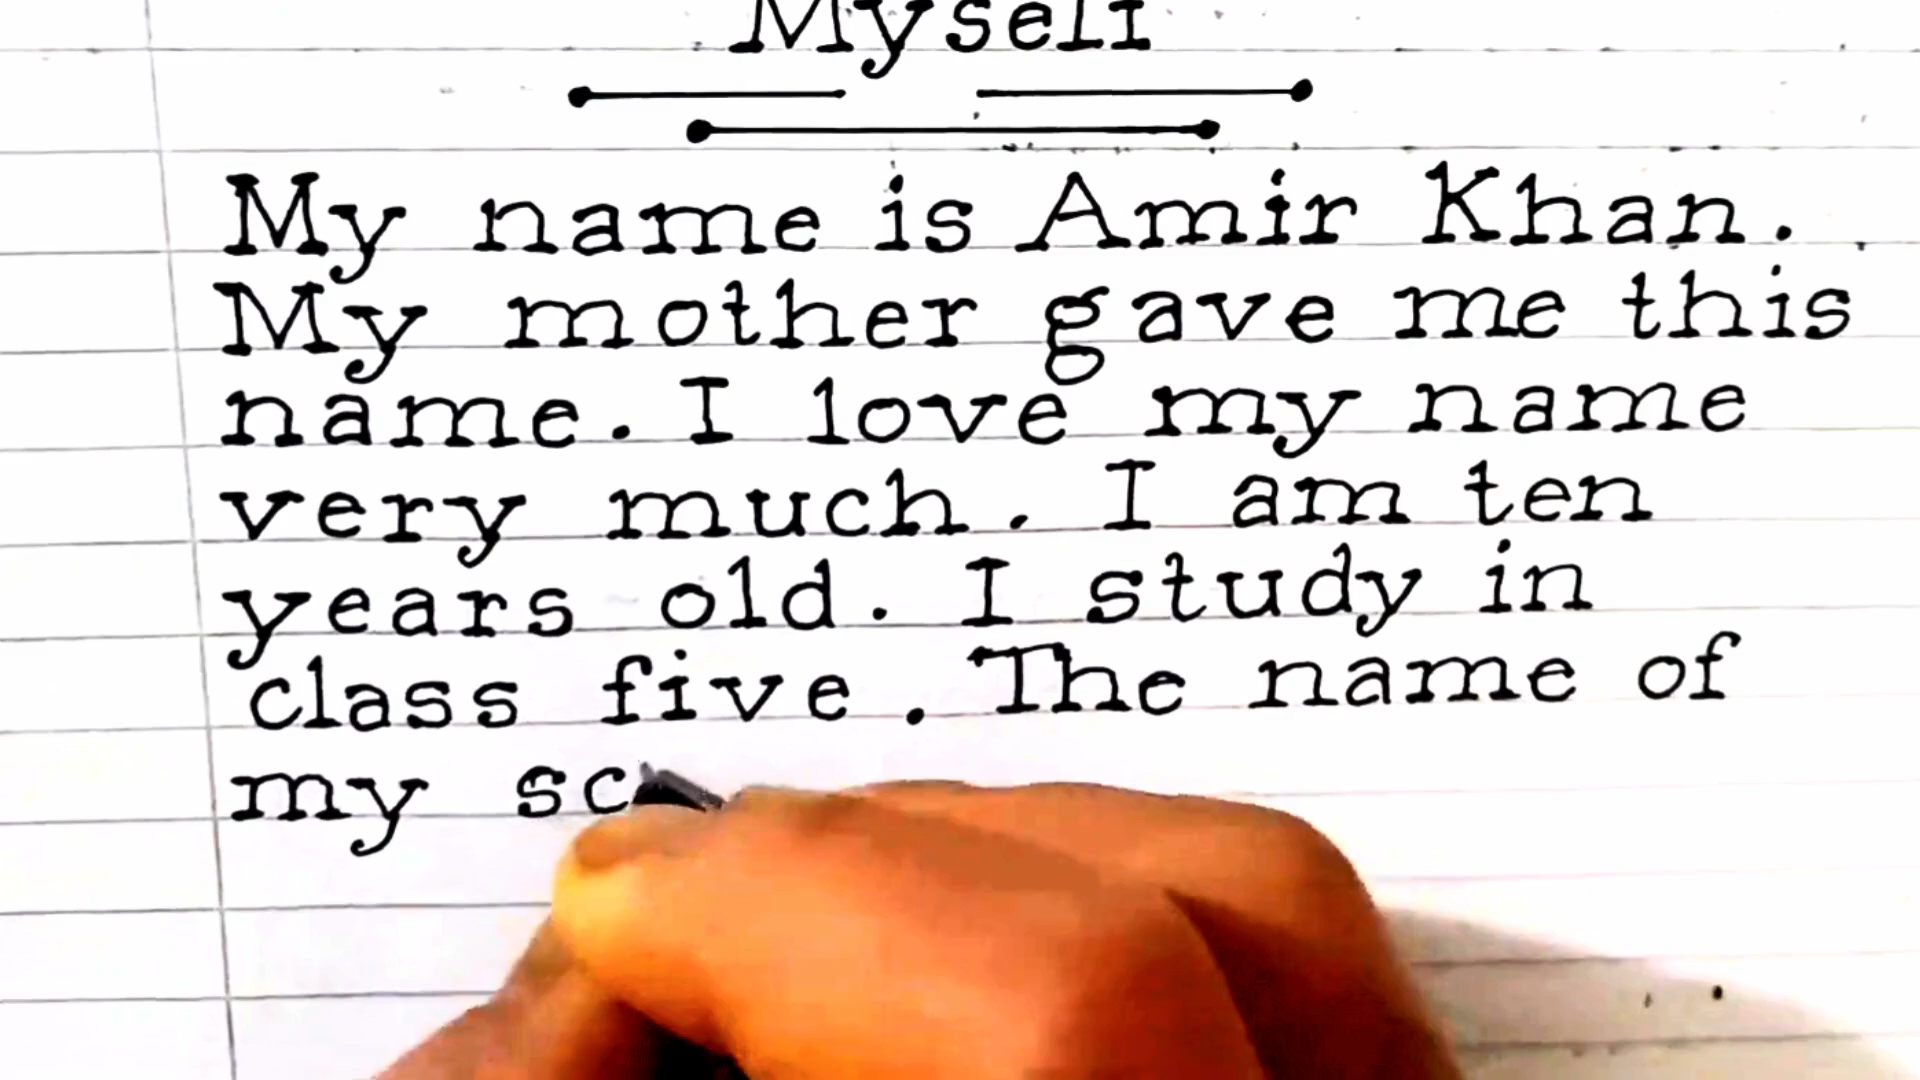 Myself
My name is Amir Khan.
My mother gave me this
name. I love my name
very much. I am ten
years old. I study in
class five. The name of
my sc